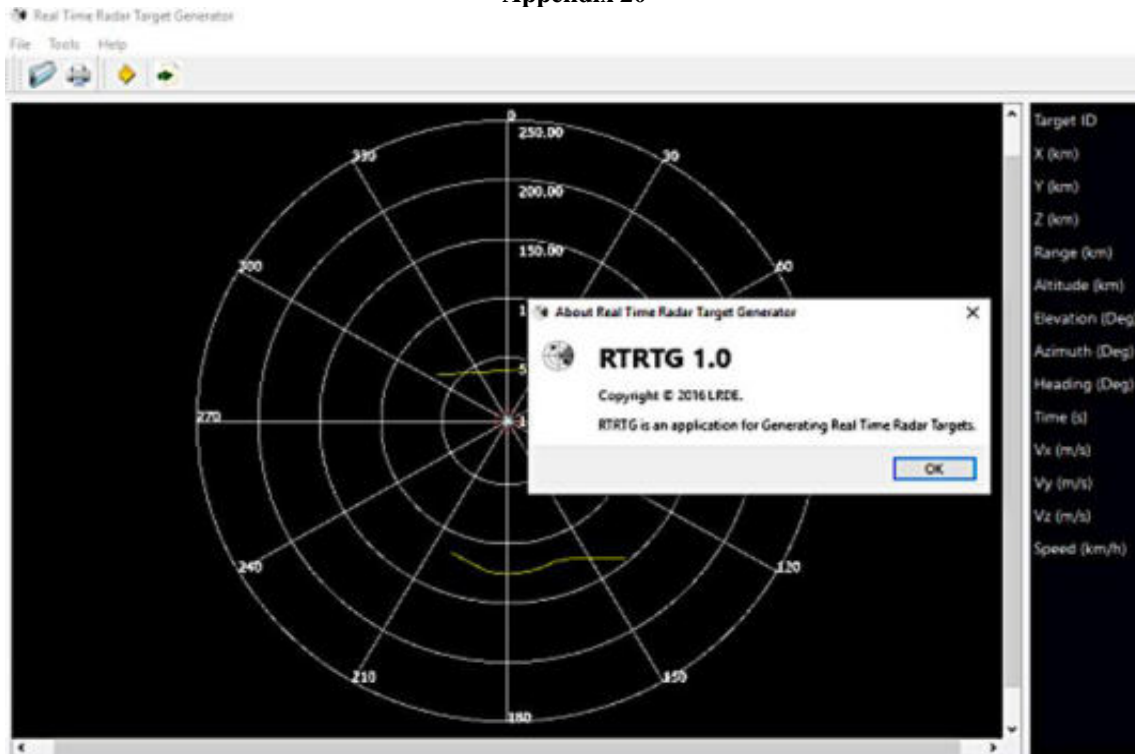 Real Time Radar Target Generator
File Tools Help
0
250.00
330
30
200.00
150.00
300
60
About Real Time Radar Target Generator
RTRTG 1.0
Copyright © 2016 LRDE.
RTRTG is an application for Generating Real Time Radar Targets.
OK
270
240
120
210
150
180
Target ID
X (km)
Y (km)
Z (km)
Range (km)
Altitude (km)
Elevation (Deg
Azimuth (Deg)
Heading (Deg)
Time (s)
Vx (m/s)
Vy (m/s)
Vz (m/s)
Speed (km/h)